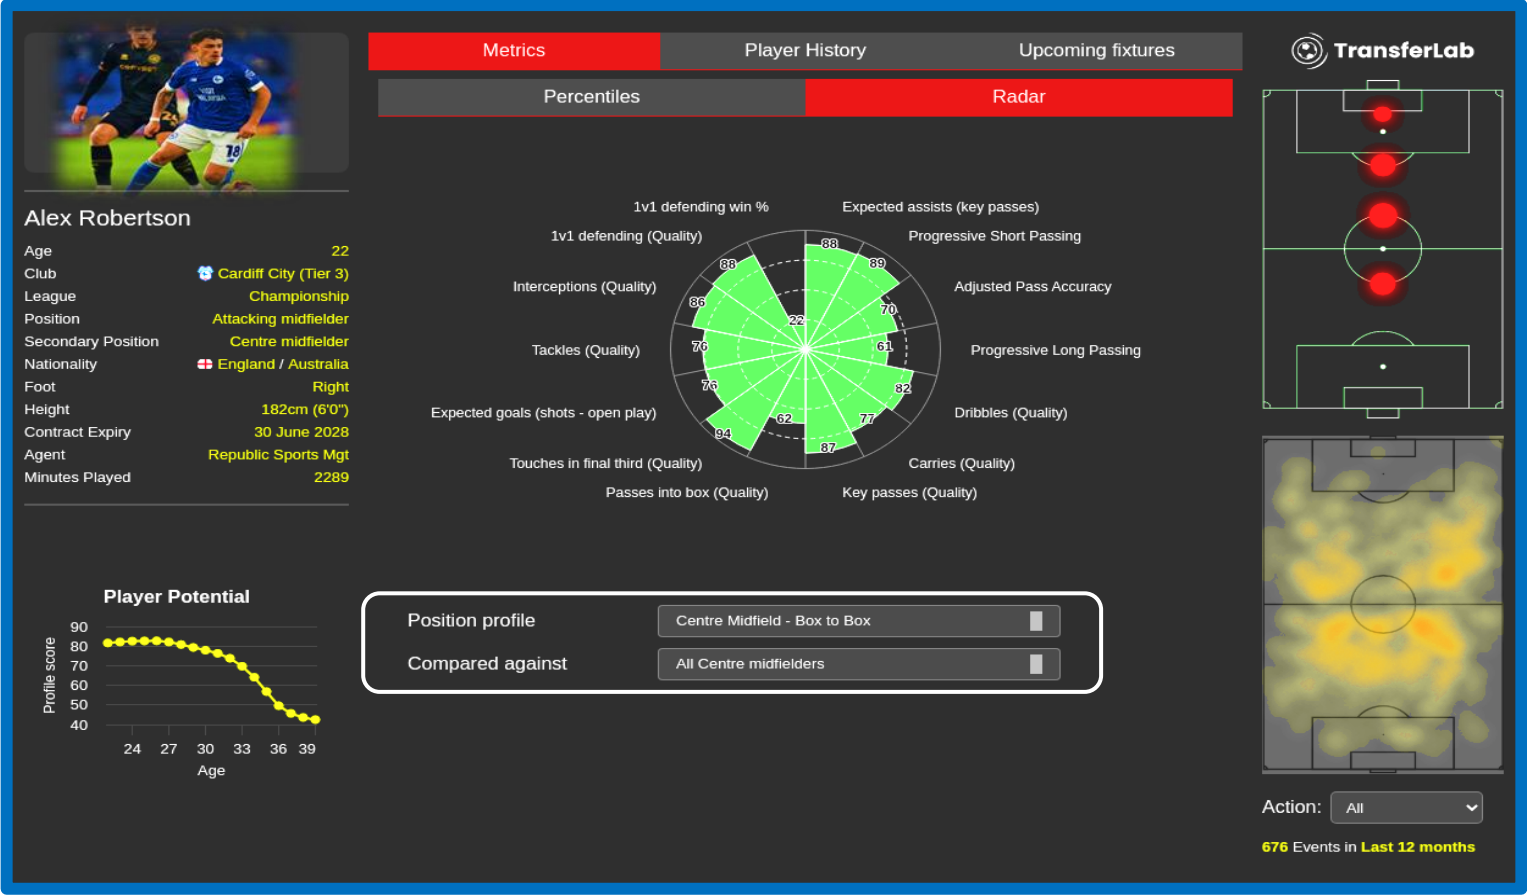 Metrics
Player History
Upcoming fixtures
TransferLab
Percentiles
Radar
18
Alex Robertson
Age 22
Club Cardiff City (Tier 3)
League Championship
Position Attacking midfielder
Secondary Position Centre midfielder
Nationality England / Australia
Foot Right
Height 182cm (6'0")
Contract Expiry 30 June 2028
Agent Republic Sports Mgt
Minutes Played 2289
1v1 defending win %
Expected assists (key passes)
1v1 defending (Quality)
Progressive Short Passing
Interceptions (Quality)
Adjusted Pass Accuracy
Tackles (Quality)
Progressive Long Passing
Expected goals (shots - open play)
Dribbles (Quality)
Touches in final third (Quality)
Carries (Quality)
Passes into box (Quality)
Key passes (Quality)
88
89
88
86
70
22
76
61
76
82
62
77
94
87
Player Potential
Profile score
90
80
70
60
50
40
24 27 30 33 36 39
Age
Position profile
Centre Midfield - Box to Box
Compared against
All Centre midfielders
Action: All
676 Events in Last 12 months